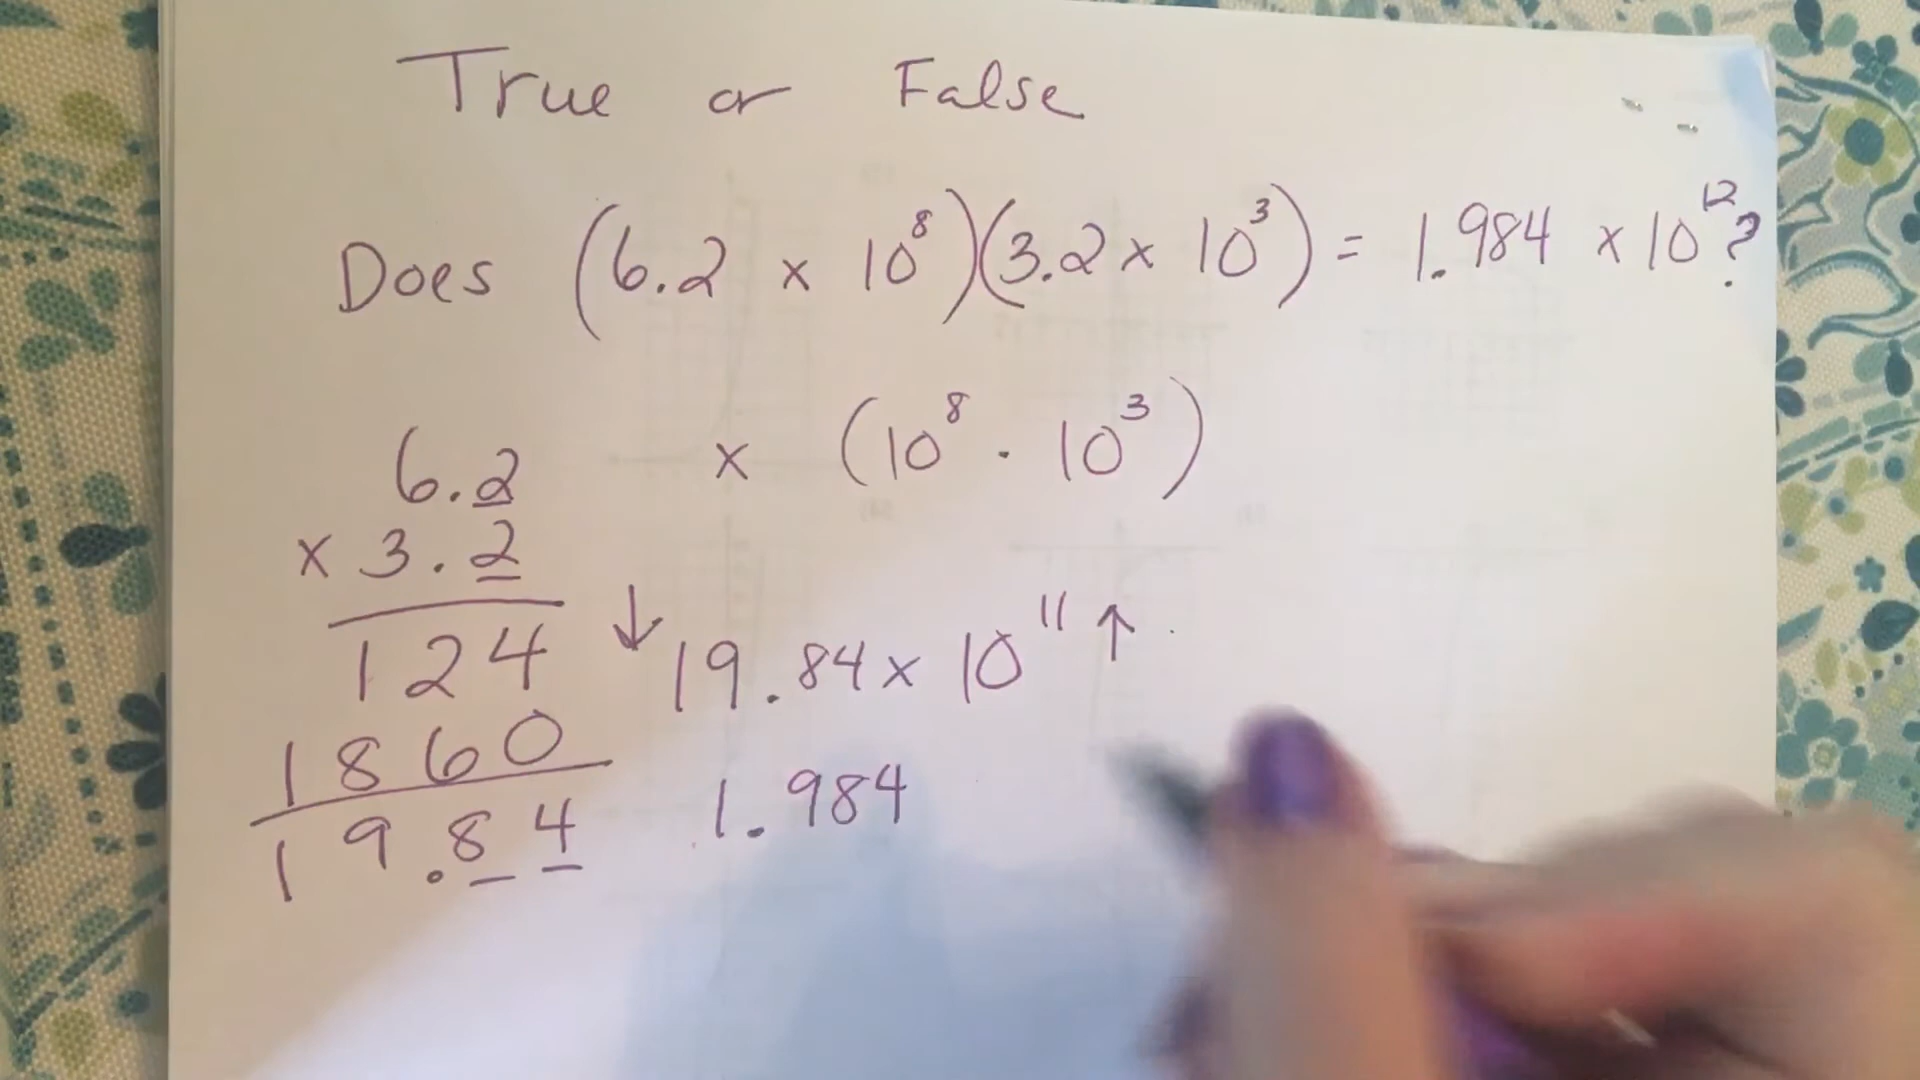 True or False
Does (6.2 x 10⁸)(3.2 x 10³) = 1.984 x 10¹²?
6.2 x (10⁸ · 10³)
x 3.2
124
↓ 19.84 x 10¹¹ ↑
1860
1.984
19.84